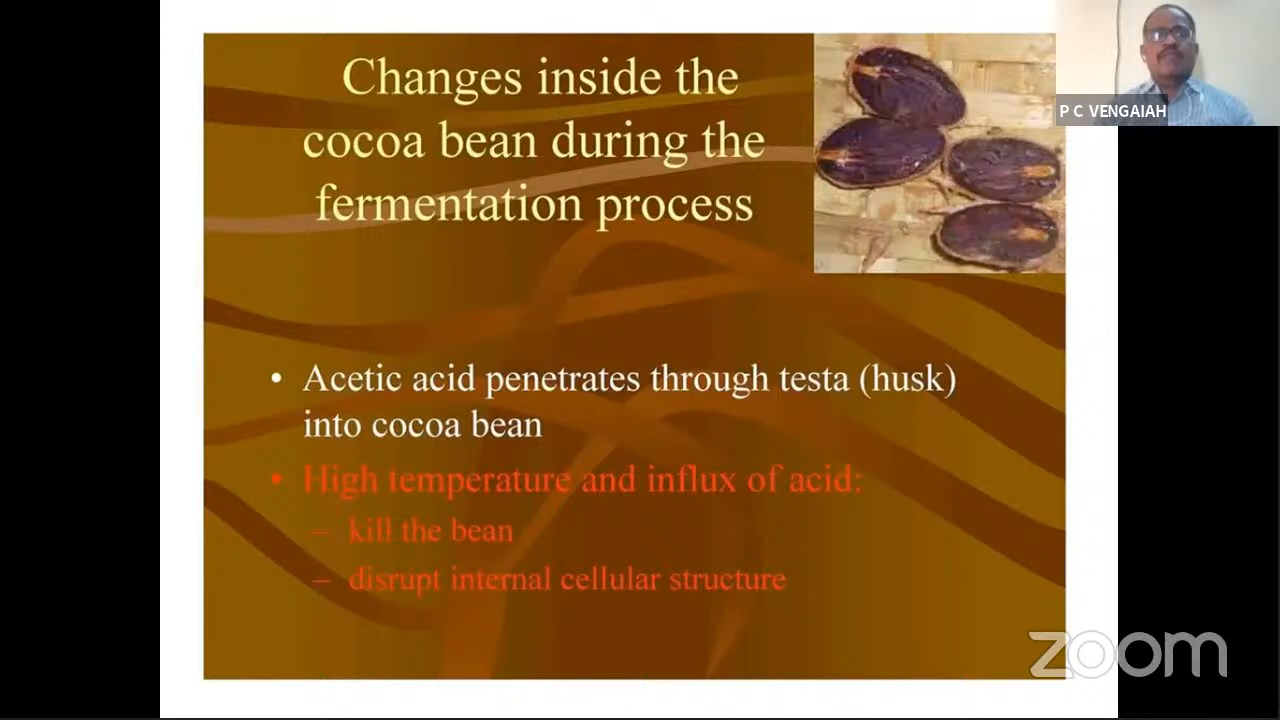 Changes inside the
cocoa bean during the
fermentation process
P C VENGAIAH
• Acetic acid penetrates through testa (husk)
into cocoa bean
• High temperature and influx of acid:
– kill the bean
– disrupt internal cellular structure
zoom